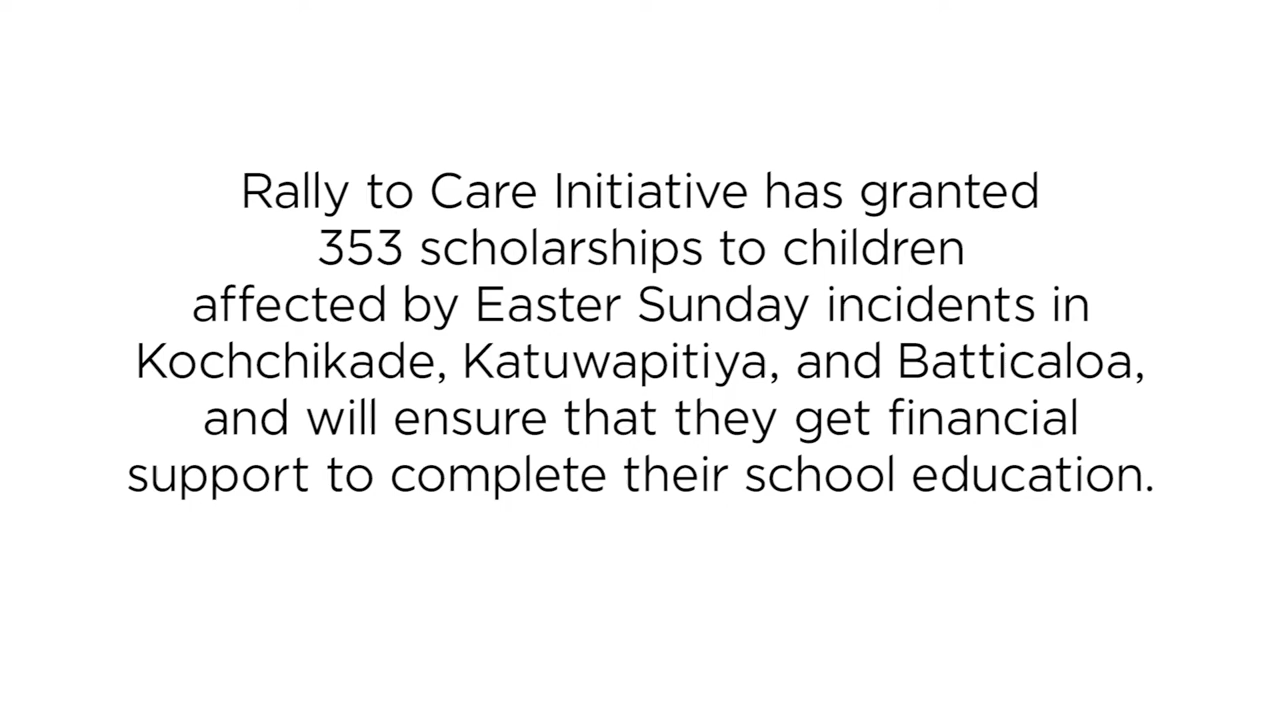 Rally to Care Initiative has granted
353 scholarships to children
affected by Easter Sunday incidents in
Kochchikade, Katuwapitiya, and Batticaloa,
and will ensure that they get financial
support to complete their school education.